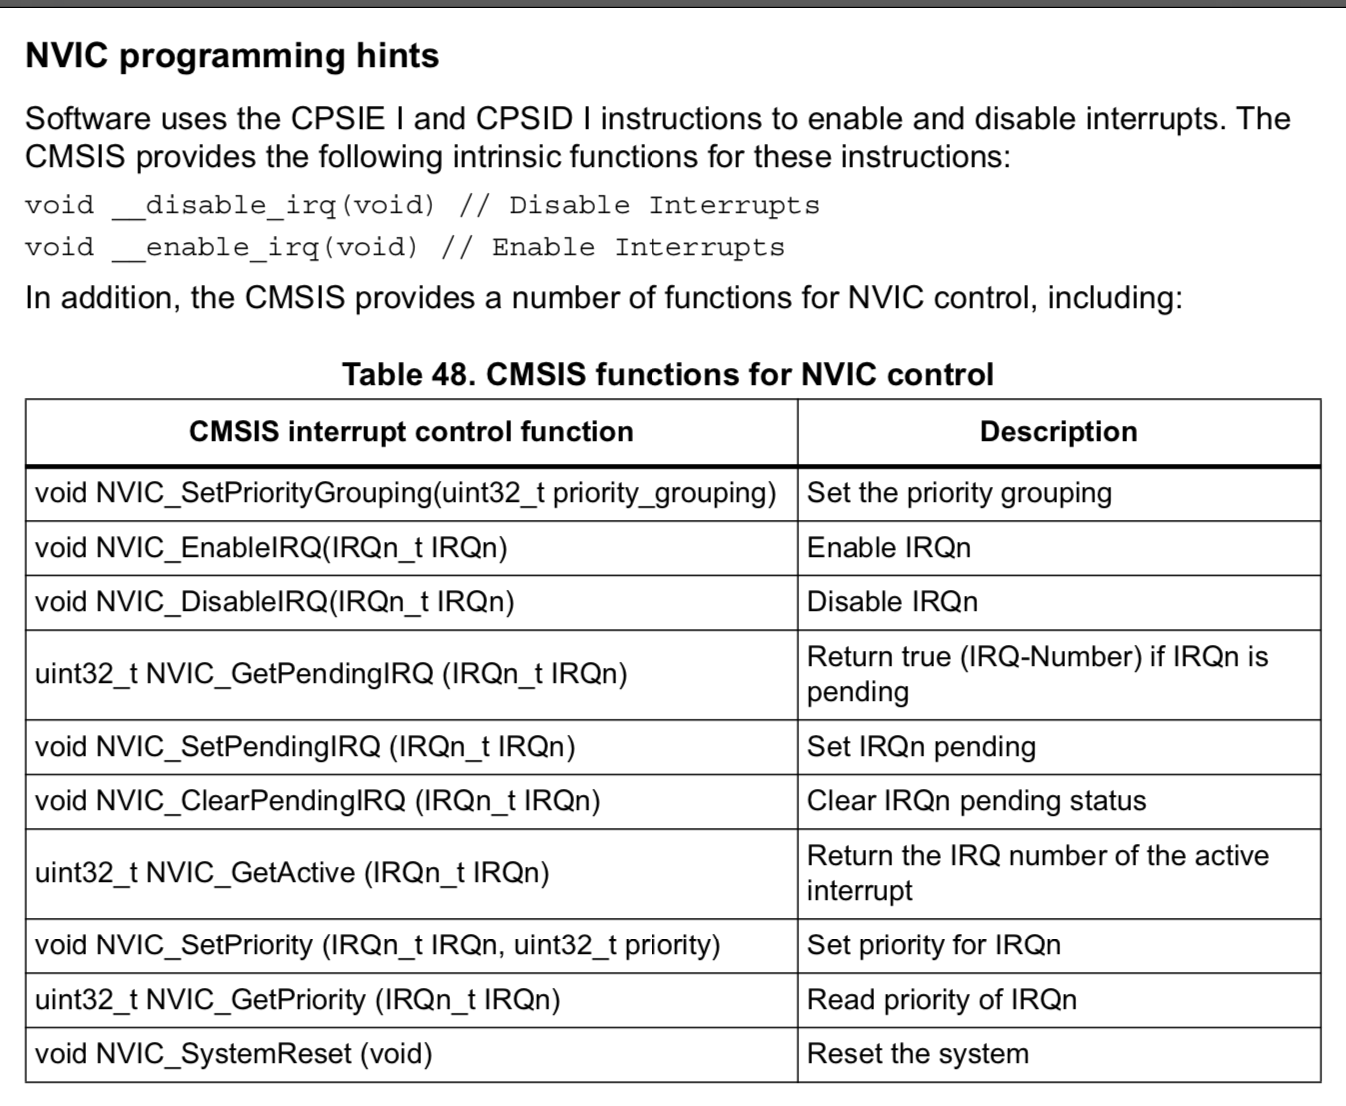 NVIC programming hints
Software uses the CPSIE I and CPSID I instructions to enable and disable interrupts. The
CMSIS provides the following intrinsic functions for these instructions:
void __disable_irq(void) // Disable Interrupts
void __enable_irq(void) // Enable Interrupts
In addition, the CMSIS provides a number of functions for NVIC control, including:
Table 48. CMSIS functions for NVIC control
CMSIS interrupt control function Description
void NVIC_SetPriorityGrouping(uint32_t priority_grouping) Set the priority grouping
void NVIC_EnableIRQ(IRQn_t IRQn) Enable IRQn
void NVIC_DisableIRQ(IRQn_t IRQn) Disable IRQn
uint32_t NVIC_GetPendingIRQ (IRQn_t IRQn) Return true (IRQ-Number) if IRQn is
pending
void NVIC_SetPendingIRQ (IRQn_t IRQn) Set IRQn pending
void NVIC_ClearPendingIRQ (IRQn_t IRQn) Clear IRQn pending status
uint32_t NVIC_GetActive (IRQn_t IRQn) Return the IRQ number of the active
interrupt
void NVIC_SetPriority (IRQn_t IRQn, uint32_t priority) Set priority for IRQn
uint32_t NVIC_GetPriority (IRQn_t IRQn) Read priority of IRQn
void NVIC_SystemReset (void) Reset the system